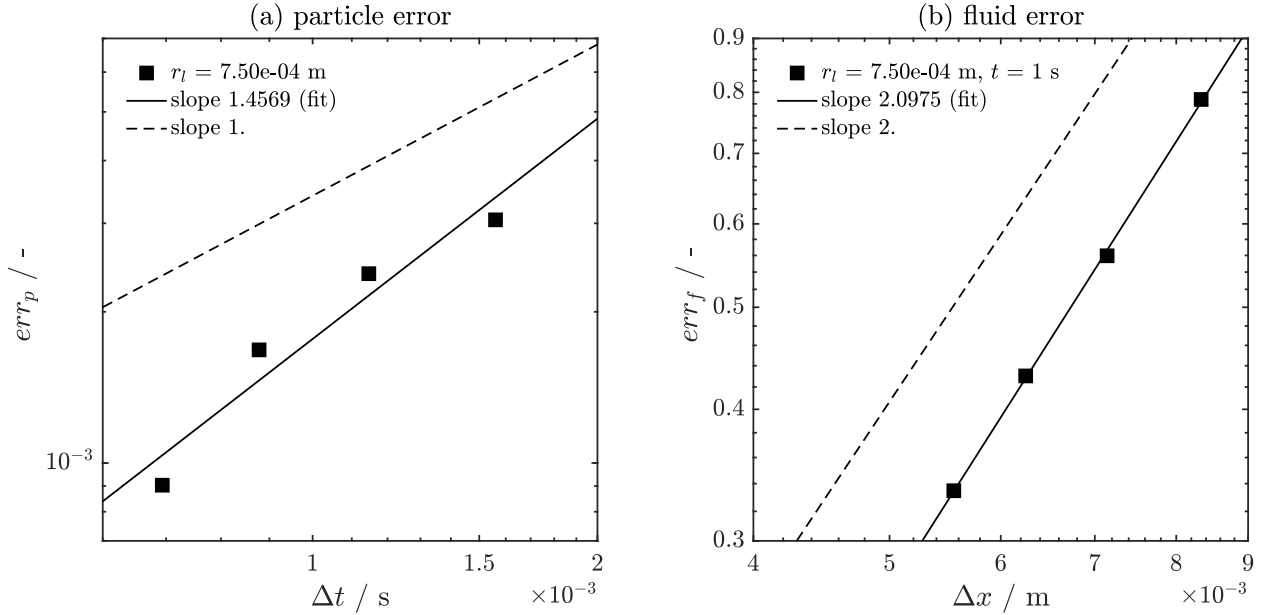 (a) particle error
r_l = 7.50e-04 m
slope 1.4569 (fit)
slope 1.
err_p / -
10^{-3}
1
1.5
2
×10^{-3}
Δt / s
(b) fluid error
r_l = 7.50e-04 m, t = 1 s
slope 2.0975 (fit)
slope 2.
err_f / -
0.9
0.8
0.7
0.6
0.5
0.4
0.3
4
5
6
7
8
9
×10^{-3}
Δx / m